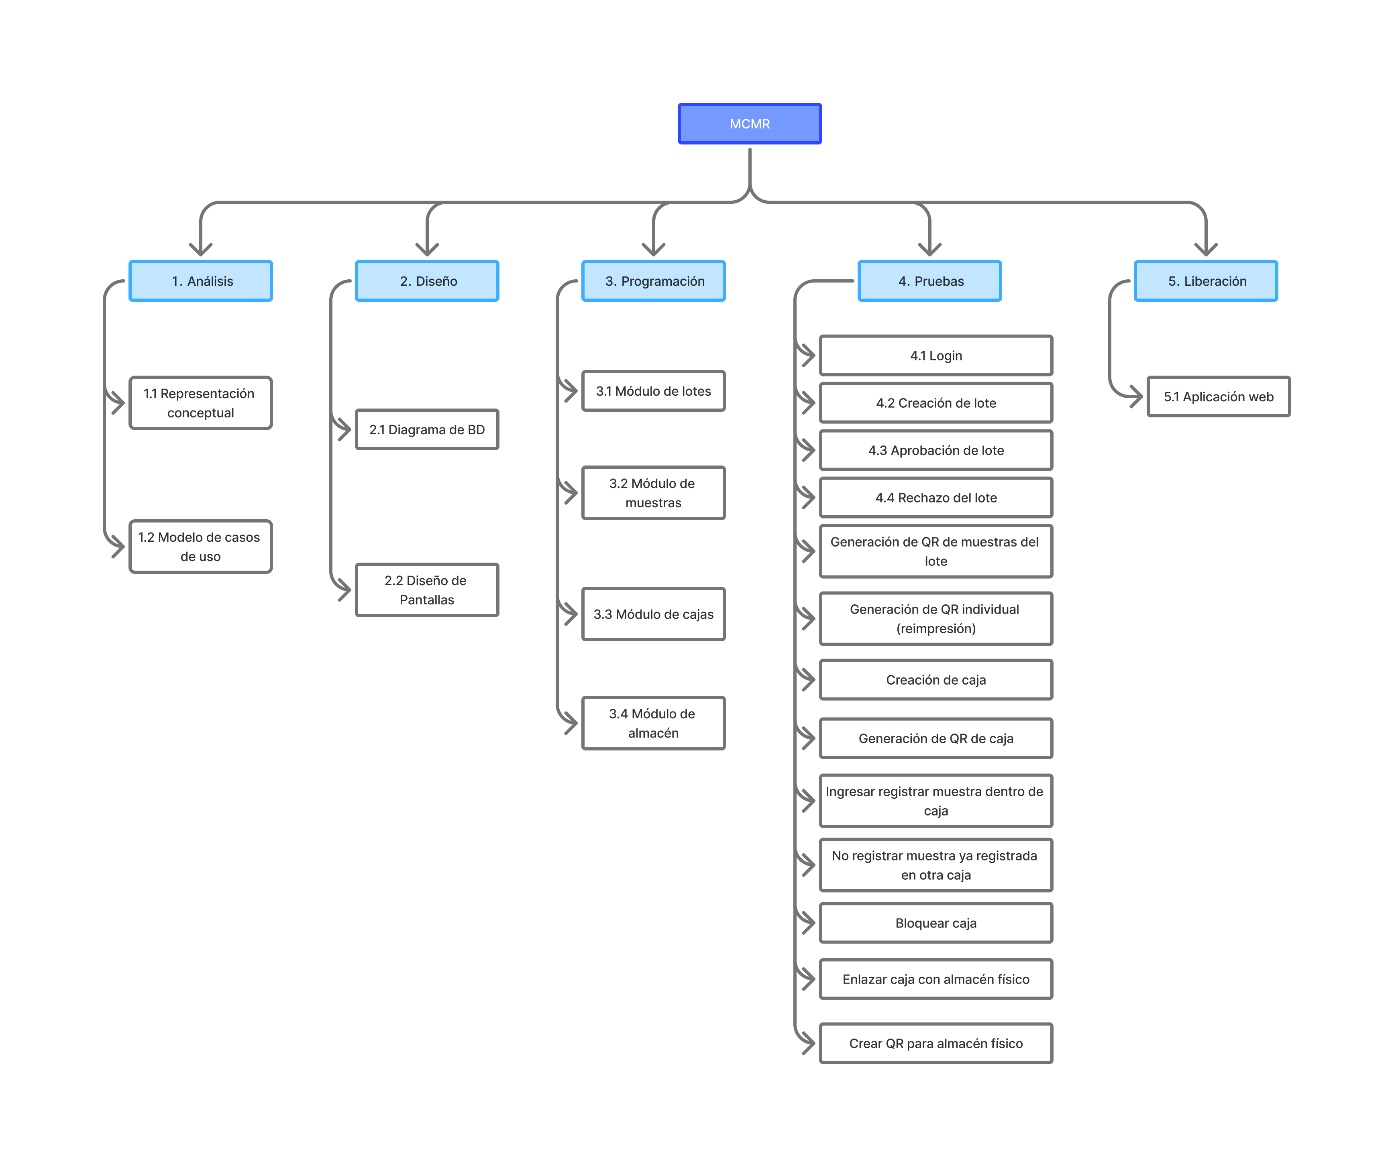 MCMR
1. Análisis
2. Diseño
3. Programación
4. Pruebas
5. Liberación
1.1 Representación
conceptual
1.2 Modelo de casos
de uso
2.1 Diagrama de BD
2.2 Diseño de
Pantallas
3.1 Módulo de lotes
3.2 Módulo de
muestras
3.3 Módulo de cajas
3.4 Módulo de
almacén
4.1 Login
4.2 Creación de lote
4.3 Aprobación de lote
4.4 Rechazo del lote
Generación de QR de muestras del
lote
Generación de QR individual
(reimpresión)
Creación de caja
Generación de QR de caja
Ingresar registrar muestra dentro de
caja
No registrar muestra ya registrada
en otra caja
Bloquear caja
Enlazar caja con almacén físico
Crear QR para almacén físico
5.1 Aplicación web